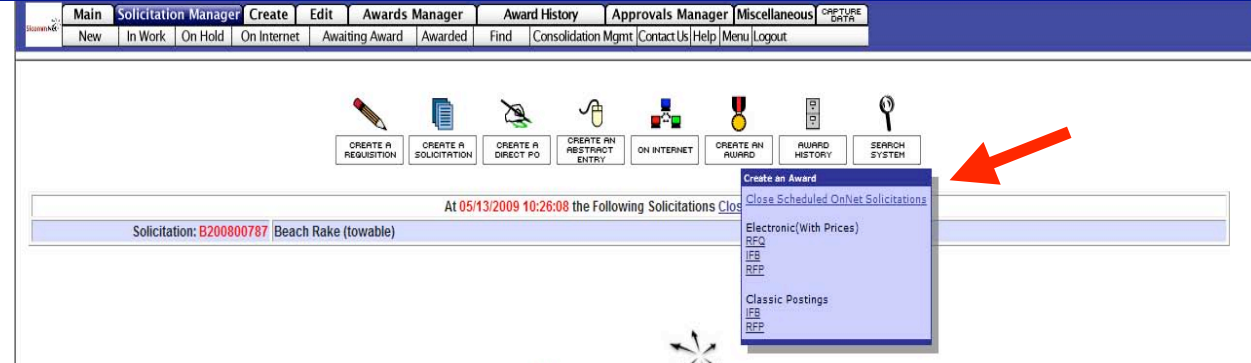 Main Solicitation Manager Create Edit Awards Manager Award History Approvals Manager Miscellaneous CAPTURE DATA
New In Work On Hold On Internet Awaiting Award Awarded Find Consolidation Mgmt Contact Us Help Menu Logout
CREATE A REQUISITION
CREATE A SOLICITATION
CREATE A DIRECT PO
CREATE AN ABSTRACT ENTRY
ON INTERNET
CREATE AN AWARD
AWARD HISTORY
SEARCH SYSTEM
Create an Award
Close Scheduled OnNet Solicitations
Electronic(With Prices)
RFQ
IFB
RFP
Classic Postings
IFB
RFP
At 05/13/2009 10:26:08 the Following Solicitations Clos
Solicitation: B200800787 Beach Rake (towable)